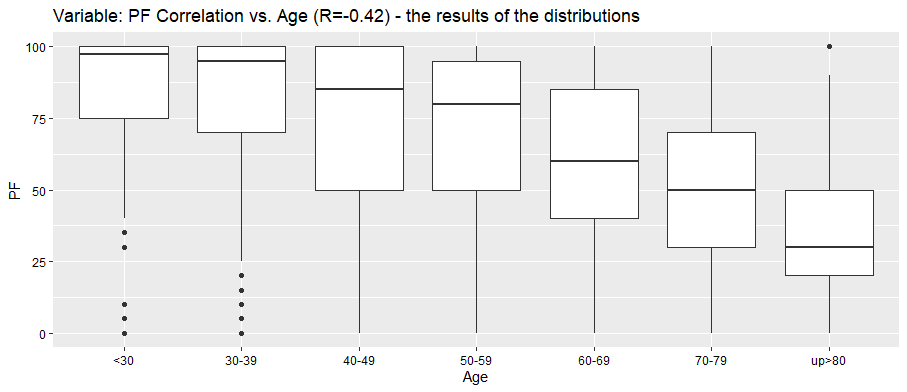 Variable: PF Correlation vs. Age (R=-0.42) - the results of the distributions
100
75
50
25
0
PF
<30 30-39 40-49 50-59 60-69 70-79 up>80
Age